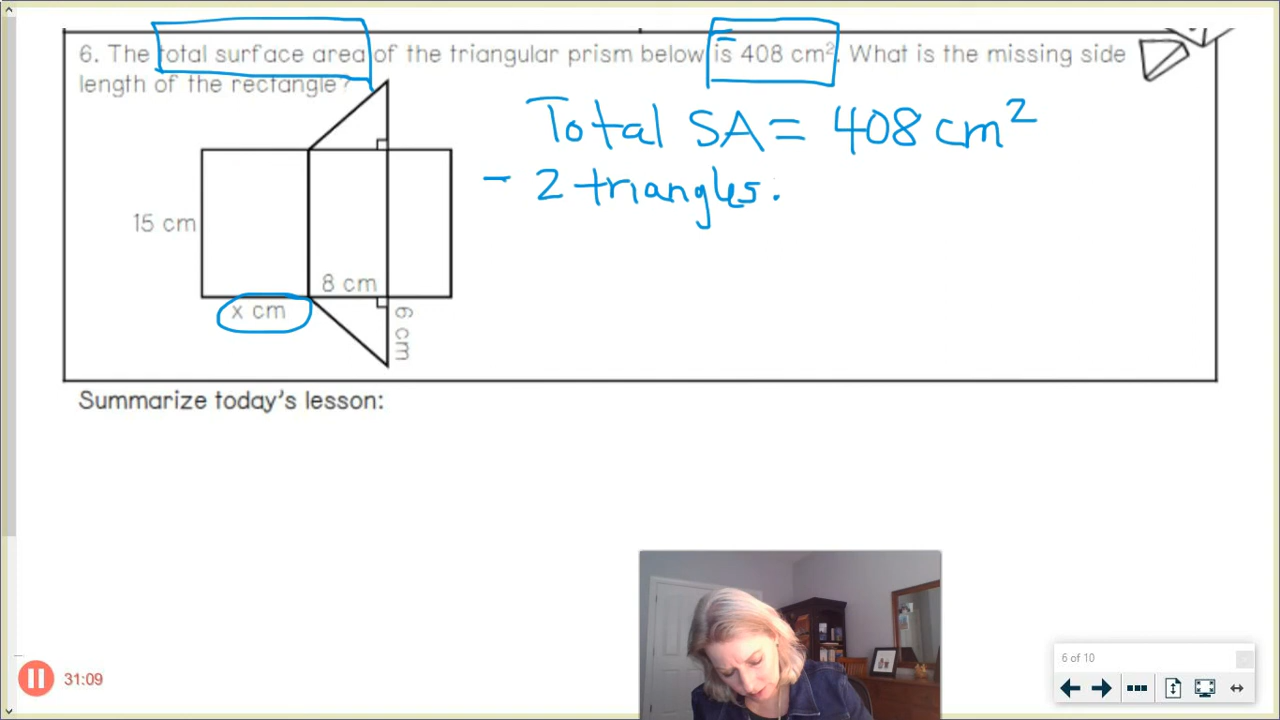 6. The total surface area of the triangular prism below is 408 cm². What is the missing side
length of the rectangle?
Total SA = 408 cm²
- 2 triangles.
15 cm
8 cm
x cm
6 cm
Summarize today's lesson:
6 of 10
31:09